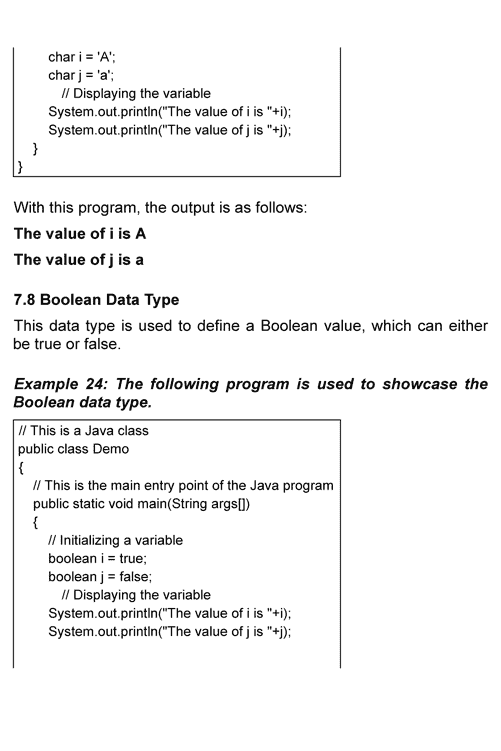 char i = 'A';
char j = 'a';
// Displaying the variable
System.out.println("The value of i is "+i);
System.out.println("The value of j is "+j);
}
}
With this program, the output is as follows:
The value of i is A
The value of j is a
7.8 Boolean Data Type
This data type is used to define a Boolean value, which can either
be true or false.
Example 24: The following program is used to showcase the
Boolean data type.
// This is a Java class
public class Demo
{
// This is the main entry point of the Java program
public static void main(String args[])
{
// Initializing a variable
boolean i = true;
boolean j = false;
// Displaying the variable
System.out.println("The value of i is "+i);
System.out.println("The value of j is "+j);